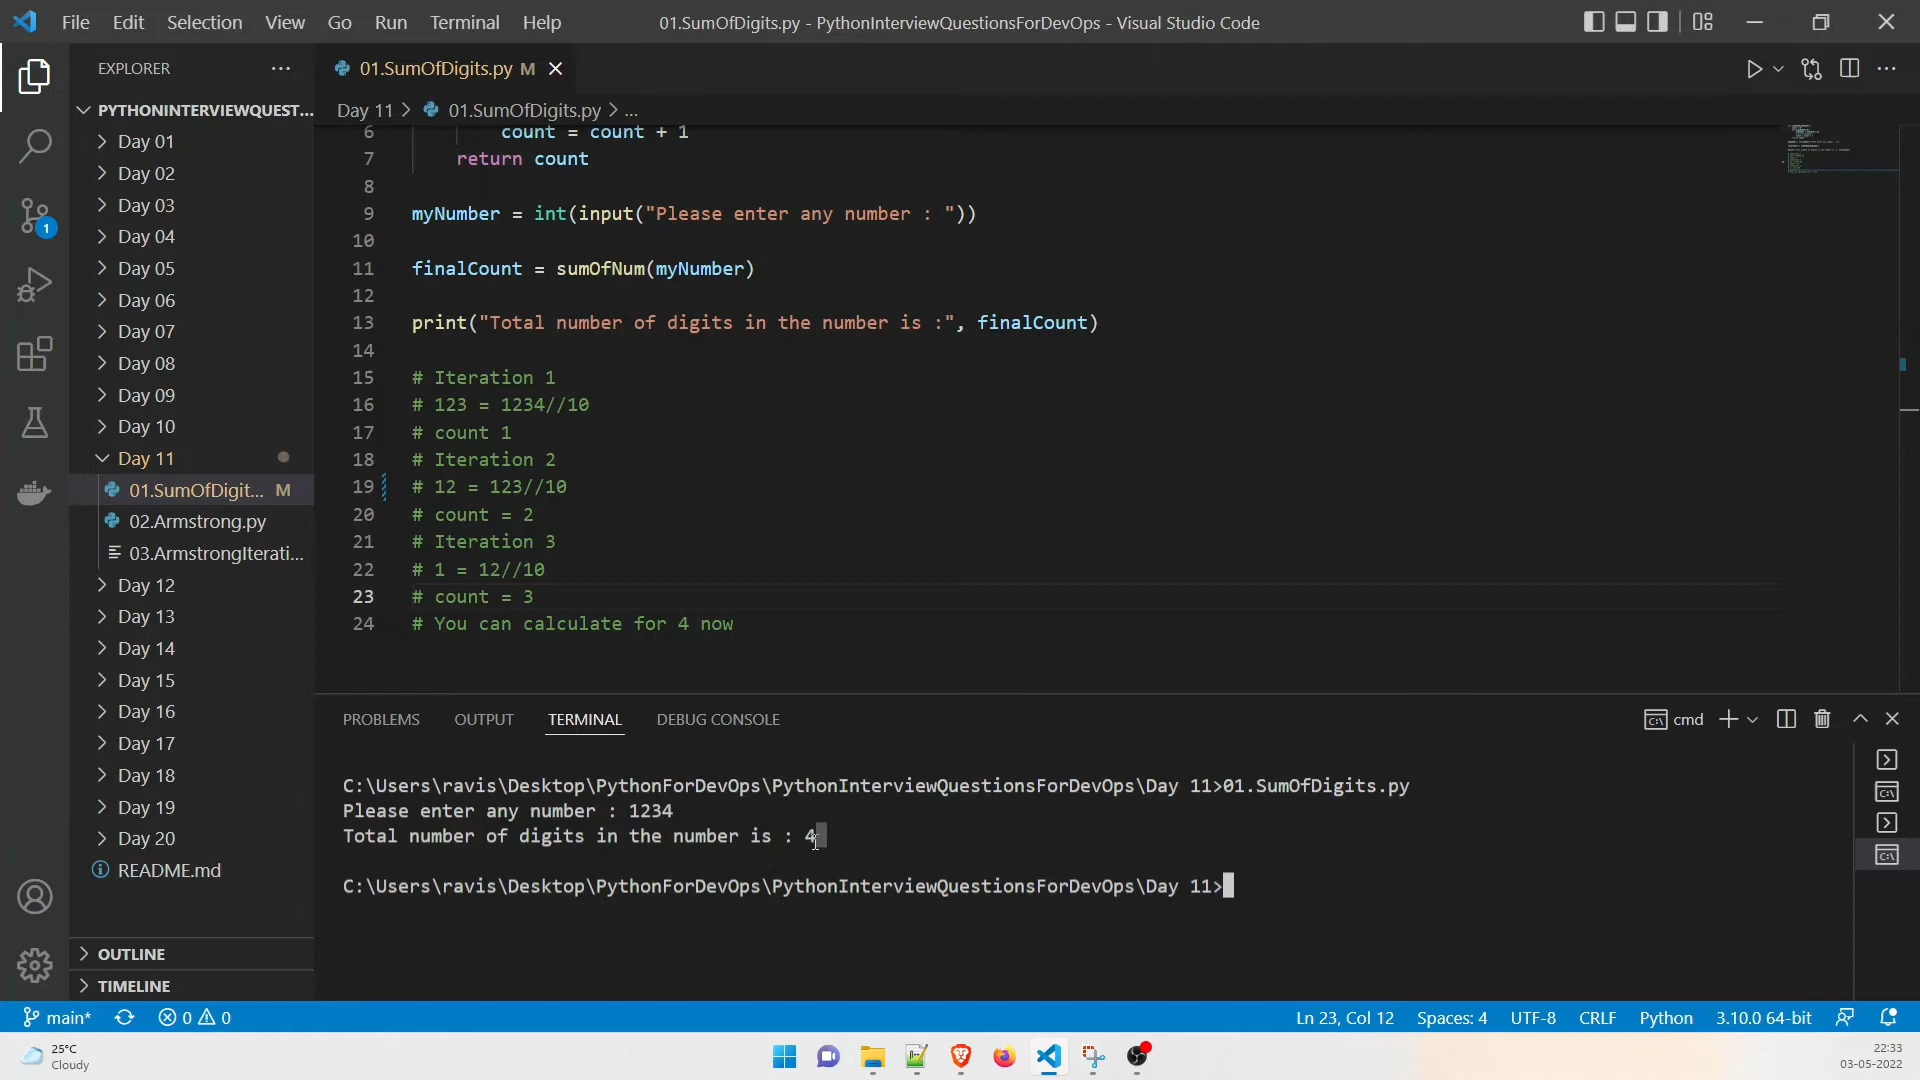 File Edit Selection View Go Run Terminal Help
01.SumOfDigits.py - PythonInterviewQuestionsForDevOps - Visual Studio Code
EXPLORER
01.SumOfDigits.py M
PYTHONINTERVIEWQUEST...
Day 01
Day 02
Day 03
Day 04
Day 05
Day 06
Day 07
Day 08
Day 09
Day 10
Day 11
01.SumOfDigit... M
02.Armstrong.py
03.ArmstrongIterati...
Day 12
Day 13
Day 14
Day 15
Day 16
Day 17
Day 18
Day 19
Day 20
README.md
OUTLINE
TIMELINE
1
Day 11 > 01.SumOfDigits.py > ...
6 count = count + 1
7 return count
8
9 myNumber = int(input("Please enter any number : "))
10
11 finalCount = sumOfNum(myNumber)
12
13 print("Total number of digits in the number is :", finalCount)
14
15 # Iteration 1
16 # 123 = 1234//10
17 # count 1
18 # Iteration 2
19 # 12 = 123//10
20 # count = 2
21 # Iteration 3
22 # 1 = 12//10
23 # count = 3
24 # You can calculate for 4 now
PROBLEMS OUTPUT TERMINAL DEBUG CONSOLE
cmd
C:\Users\ravis\Desktop\PythonForDevOps\PythonInterviewQuestionsForDevOps\Day 11>01.SumOfDigits.py
Please enter any number : 1234
Total number of digits in the number is : 4
C:\Users\ravis\Desktop\PythonForDevOps\PythonInterviewQuestionsForDevOps\Day 11>
main* 0 0
Ln 23, Col 12 Spaces: 4 UTF-8 CRLF Python 3.10.0 64-bit
25°C
Cloudy
22:33
03-05-2022